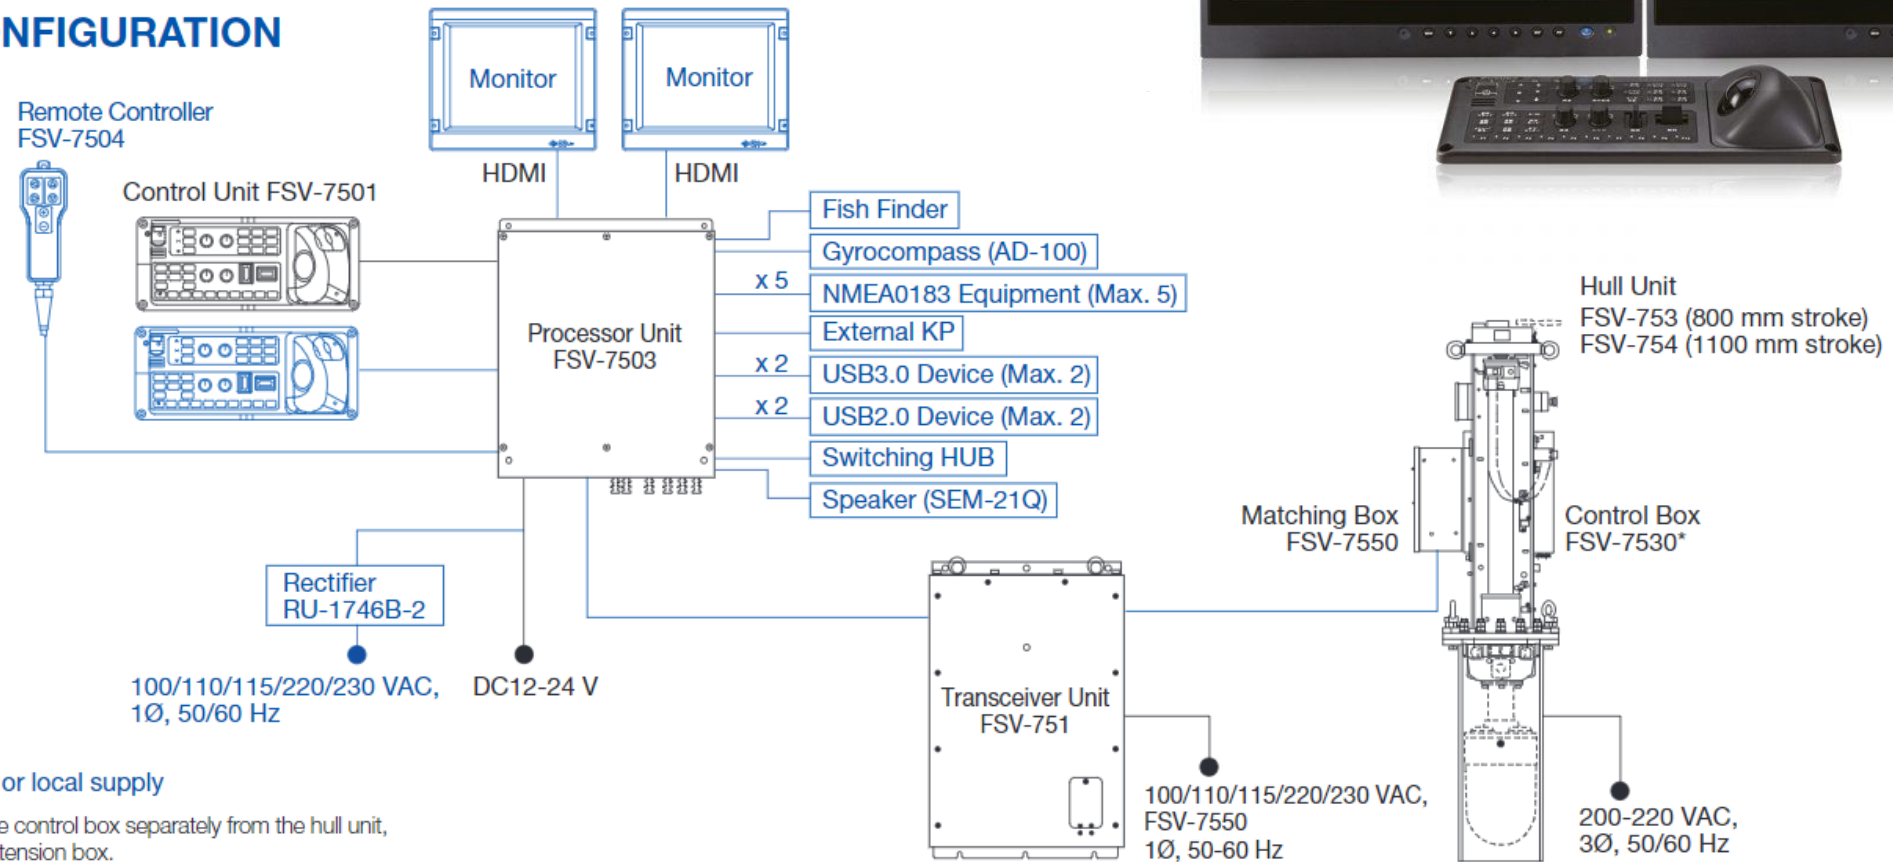 NFIGURATION
Monitor
Monitor
Remote Controller
FSV-7504
HDMI
HDMI
Control Unit FSV-7501
Fish Finder
Gyrocompass (AD-100)
x 5
NMEA0183 Equipment (Max. 5)
External KP
x 2
USB3.0 Device (Max. 2)
x 2
USB2.0 Device (Max. 2)
Switching HUB
Speaker (SEM-21Q)
Processor Unit
FSV-7503
Hull Unit
FSV-753 (800 mm stroke)
FSV-754 (1100 mm stroke)
Matching Box
FSV-7550
Control Box
FSV-7530*
Rectifier
RU-1746B-2
100/110/115/220/230 VAC,
1Ø, 50/60 Hz
DC12-24 V
Transceiver Unit
FSV-751
100/110/115/220/230 VAC,
FSV-7550
1Ø, 50-60 Hz
200-220 VAC,
3Ø, 50/60 Hz
or local supply
e control box separately from the hull unit,
tension box.